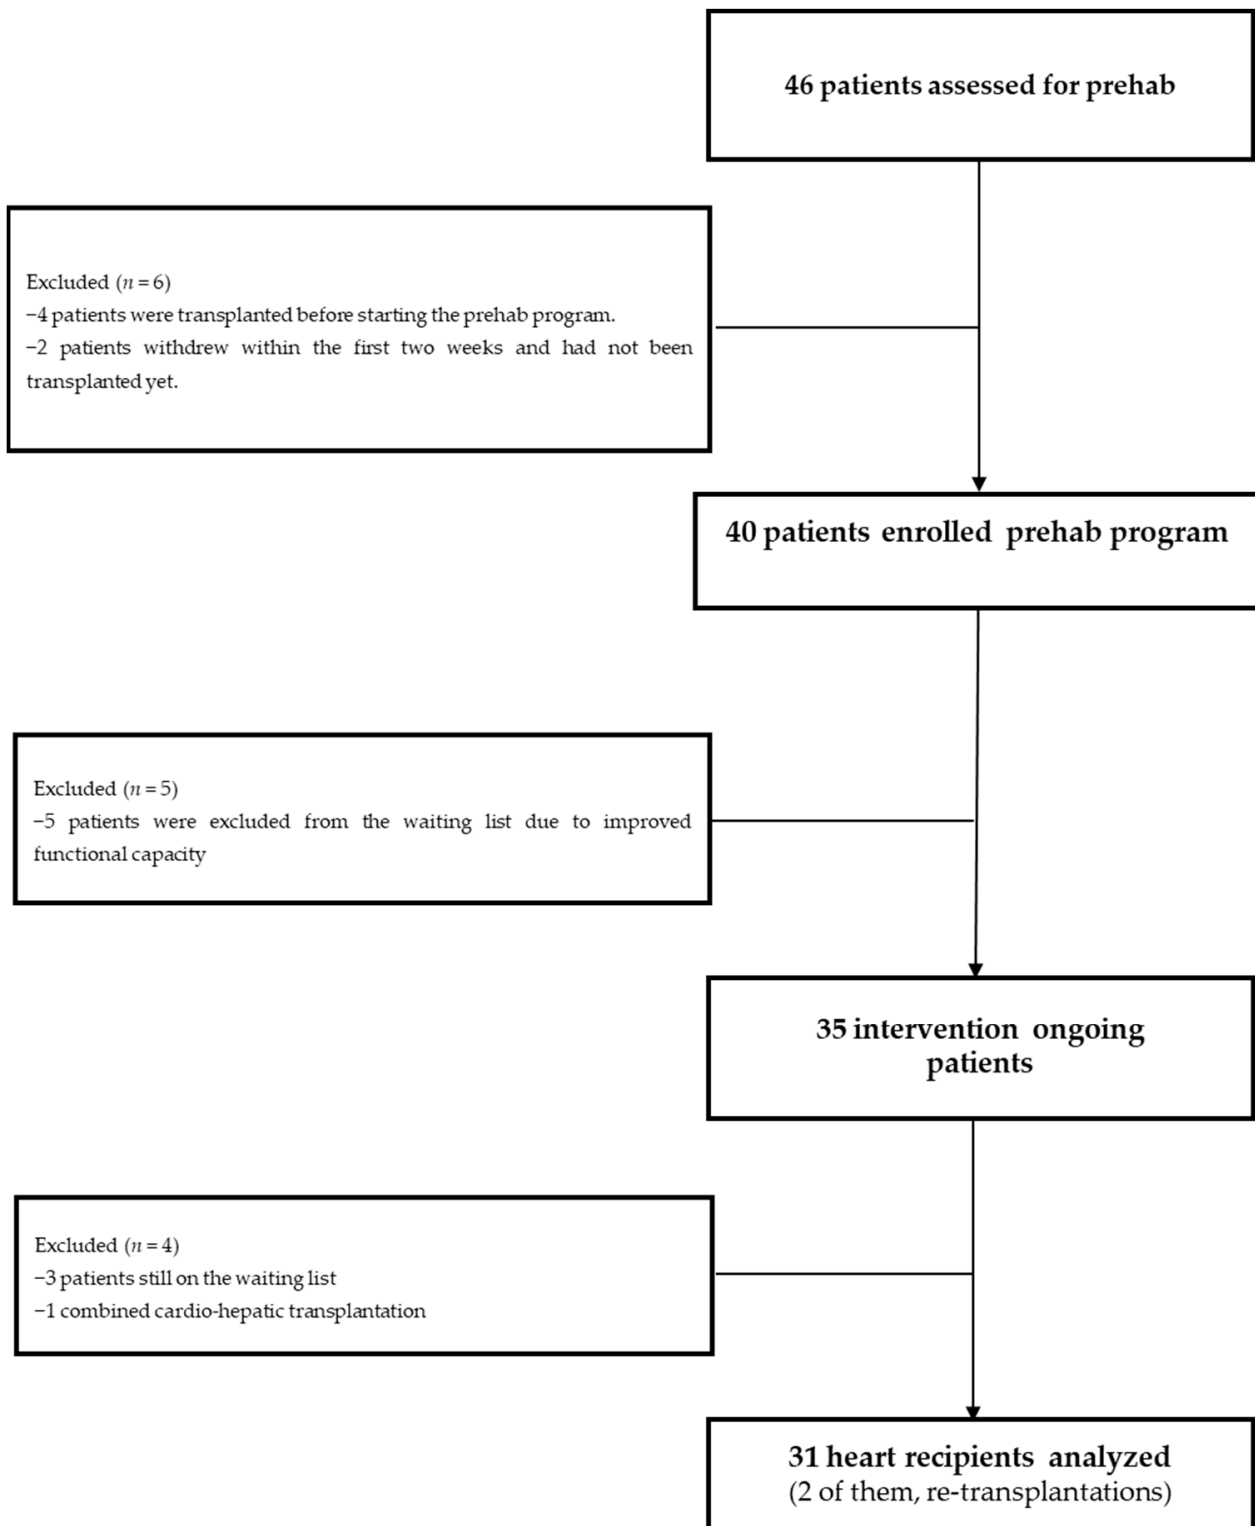 46 patients assessed for prehab
Excluded (n = 6)
−4 patients were transplanted before starting the prehab program.
−2 patients withdrew within the first two weeks and had not been
transplanted yet.
40 patients enrolled prehab program
Excluded (n = 5)
−5 patients were excluded from the waiting list due to improved
functional capacity
35 intervention ongoing
patients
Excluded (n = 4)
−3 patients still on the waiting list
−1 combined cardio-hepatic transplantation
31 heart recipients analyzed
(2 of them, re-transplantations)